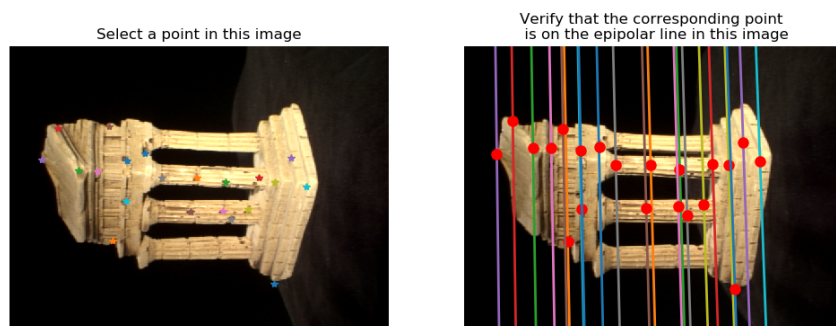 Select a point in this image
Verify that the corresponding point
is on the epipolar line in this image